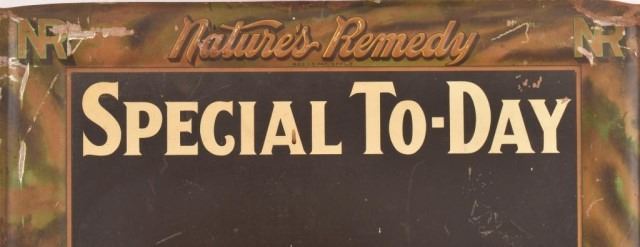 NR Nature's Remedy NR
SPECIAL TO-DAY